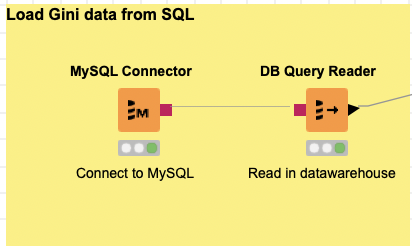 Load Gini data from SQL
MySQL Connector
DB Query Reader
M
Connect to MySQL
Read in datawarehouse